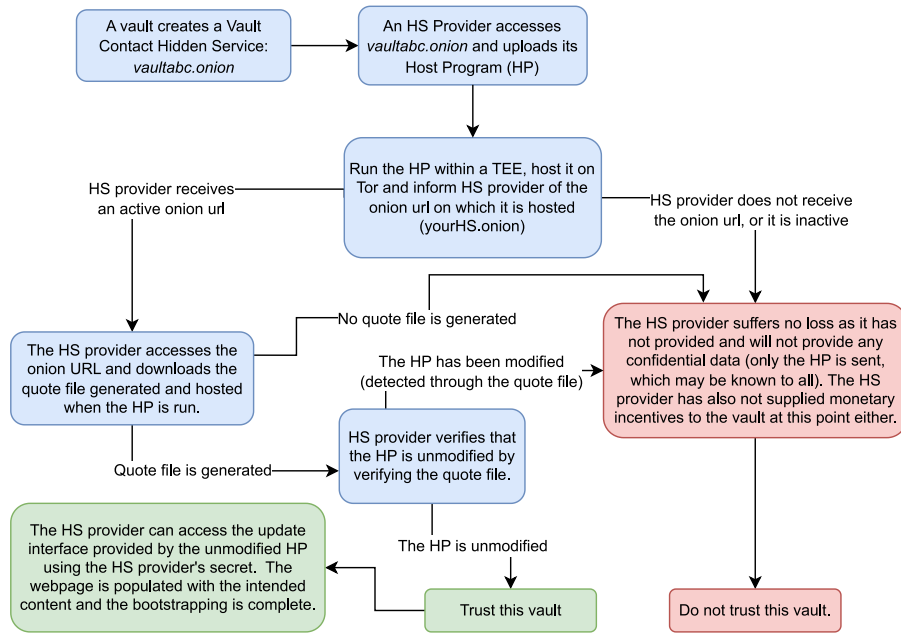 A vault creates a Vault
Contact Hidden Service:
vaultabc.onion
An HS Provider accesses
vaultabc.onion and uploads its
Host Program (HP)
Run the HP within a TEE, host it on
Tor and inform HS provider of the
onion url on which it is hosted
(yourHS.onion)
HS provider receives
an active onion url
HS provider does not receive
the onion url, or it is inactive
No quote file is generated
The HS provider accesses the
onion URL and downloads the
quote file generated and hosted
when the HP is run.
The HP has been modified
(detected through the quote file)
The HS provider suffers no loss as it has
not provided and will not provide any
confidential data (only the HP is sent,
which may be known to all). The HS
provider has also not supplied monetary
incentives to the vault at this point either.
Quote file is generated
HS provider verifies that
the HP is unmodified by
verifying the quote file.
The HP is unmodified
The HS provider can access the update
interface provided by the unmodified HP
using the HS provider's secret. The
webpage is populated with the intended
content and the bootstrapping is complete.
Trust this vault
Do not trust this vault.